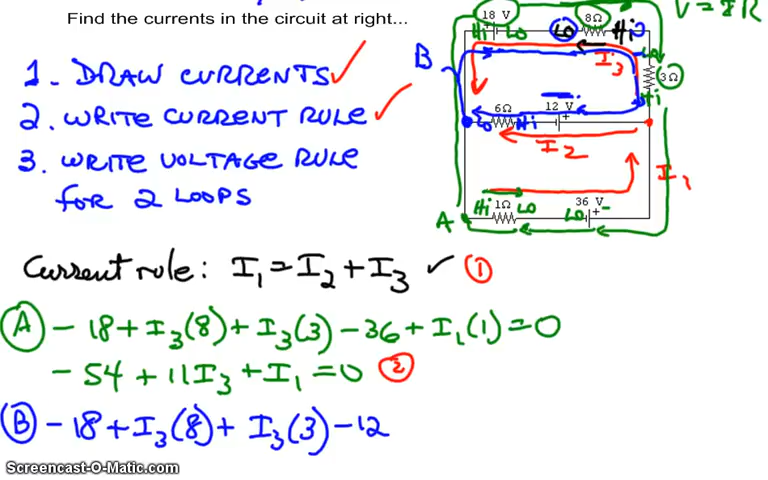 Find the currents in the circuit at right...
V = IR
18 V
8Ω
Hi Lo
Lo Hi
B
I3
Lo
3Ω
Hi
6Ω
12 V
Lo Hi
I2
I1
1Ω
36 V
Hi Lo
Lo
A
1. DRAW CURRENTS ✓
2. WRITE CURRENT RULE ✓
3. WRITE VOLTAGE RULE
FOR 2 LOOPS
Current rule: I1 = I2 + I3 ✓ ①
Ⓐ - 18 + I3(8) + I3(3) - 36 + I1(1) = 0
- 54 + 11I3 + I1 = 0 ②
Ⓑ - 18 + I3(8) + I3(3) - 12
Screencast-O-Matic.com